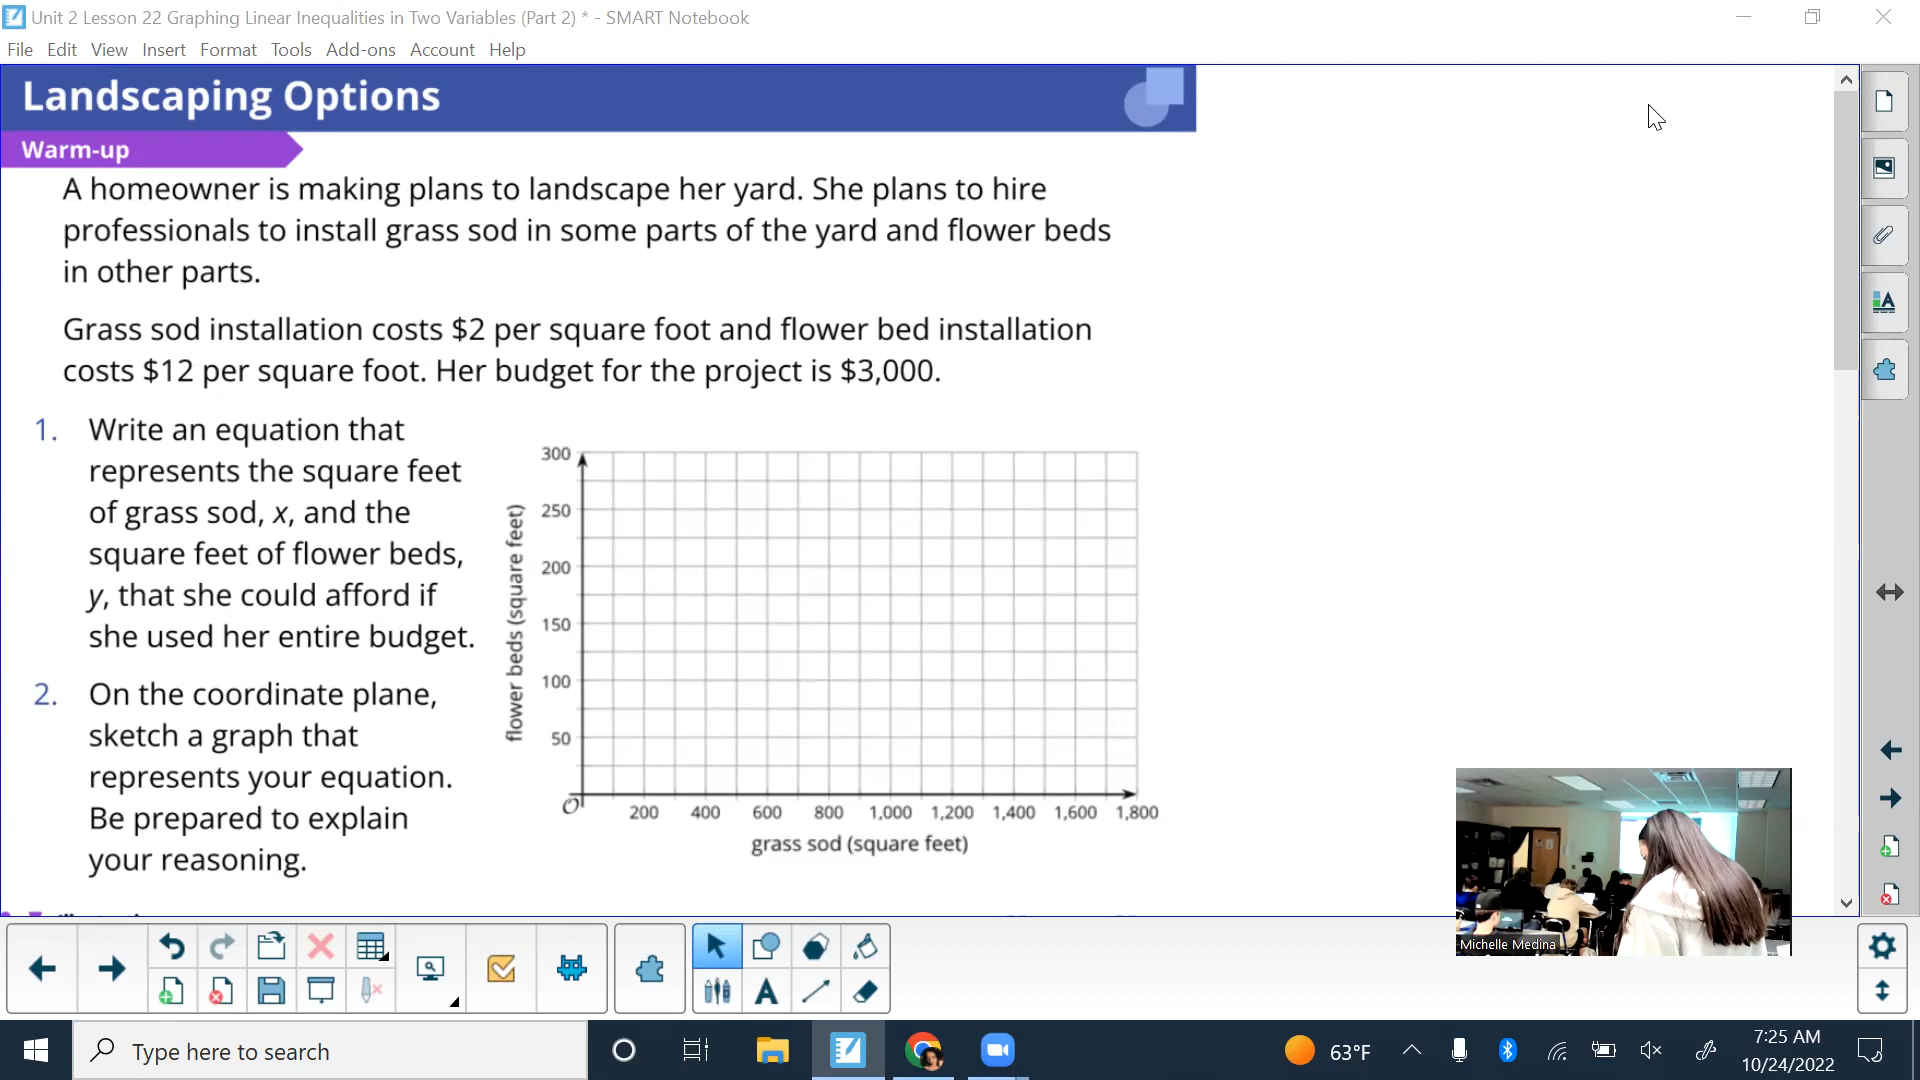 Unit 2 Lesson 22 Graphing Linear Inequalities in Two Variables (Part 2) * - SMART Notebook
File Edit View Insert Format Tools Add-ons Account Help
Landscaping Options
Warm-up
A homeowner is making plans to landscape her yard. She plans to hire
professionals to install grass sod in some parts of the yard and flower beds
in other parts.
Grass sod installation costs $2 per square foot and flower bed installation
costs $12 per square foot. Her budget for the project is $3,000.
1. Write an equation that
represents the square feet
of grass sod, x, and the
square feet of flower beds,
y, that she could afford if
she used her entire budget.
2. On the coordinate plane,
sketch a graph that
represents your equation.
Be prepared to explain
your reasoning.
flower beds (square feet)
300
250
200
150
100
50
O
200 400 600 800 1,000 1,200 1,400 1,600 1,800
grass sod (square feet)
Michelle Medina
Type here to search
63°F
7:25 AM
10/24/2022